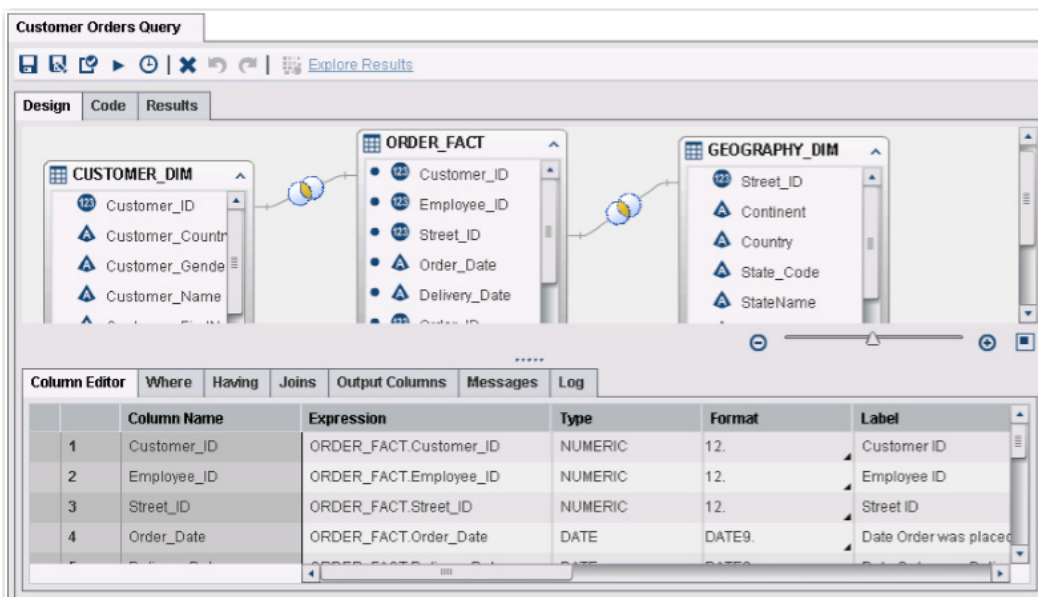 Customer Orders Query
Explore Results
Design Code Results
CUSTOMER_DIM
Customer_ID
Customer_Countr
Customer_Gende
Customer_Name
ORDER_FACT
Customer_ID
Employee_ID
Street_ID
Order_Date
Delivery_Date
GEOGRAPHY_DIM
Street_ID
Continent
Country
State_Code
StateName
Column Editor Where Having Joins Output Columns Messages Log
Column Name Expression Type Format Label
1 Customer_ID ORDER_FACT.Customer_ID NUMERIC 12. Customer ID
2 Employee_ID ORDER_FACT.Employee_ID NUMERIC 12. Employee ID
3 Street_ID ORDER_FACT.Street_ID NUMERIC 12. Street ID
4 Order_Date ORDER_FACT.Order_Date DATE DATE9. Date Order was placed